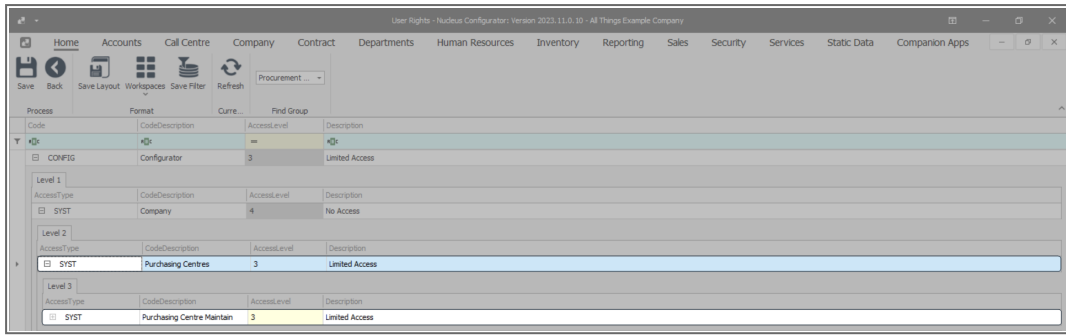 User Rights - Nucleus Configurator: Version 2023.11.0.10 - All Things Example Company
Home Accounts Call Centre Company Contract Departments Human Resources Inventory Reporting Sales Security Services Static Data Companion Apps
Save Back Save Layout Workspaces Save Filter Refresh Procurement ...
Process Format Curre... Find Group
Code CodeDescription AccessLevel Description
=
CONFIG Configurator 3 Limited Access
Level 1
AccessType CodeDescription AccessLevel Description
SYST Company 4 No Access
Level 2
AccessType CodeDescription AccessLevel Description
SYST Purchasing Centres 3 Limited Access
Level 3
AccessType CodeDescription AccessLevel Description
SYST Purchasing Centre Maintain 3 Limited Access